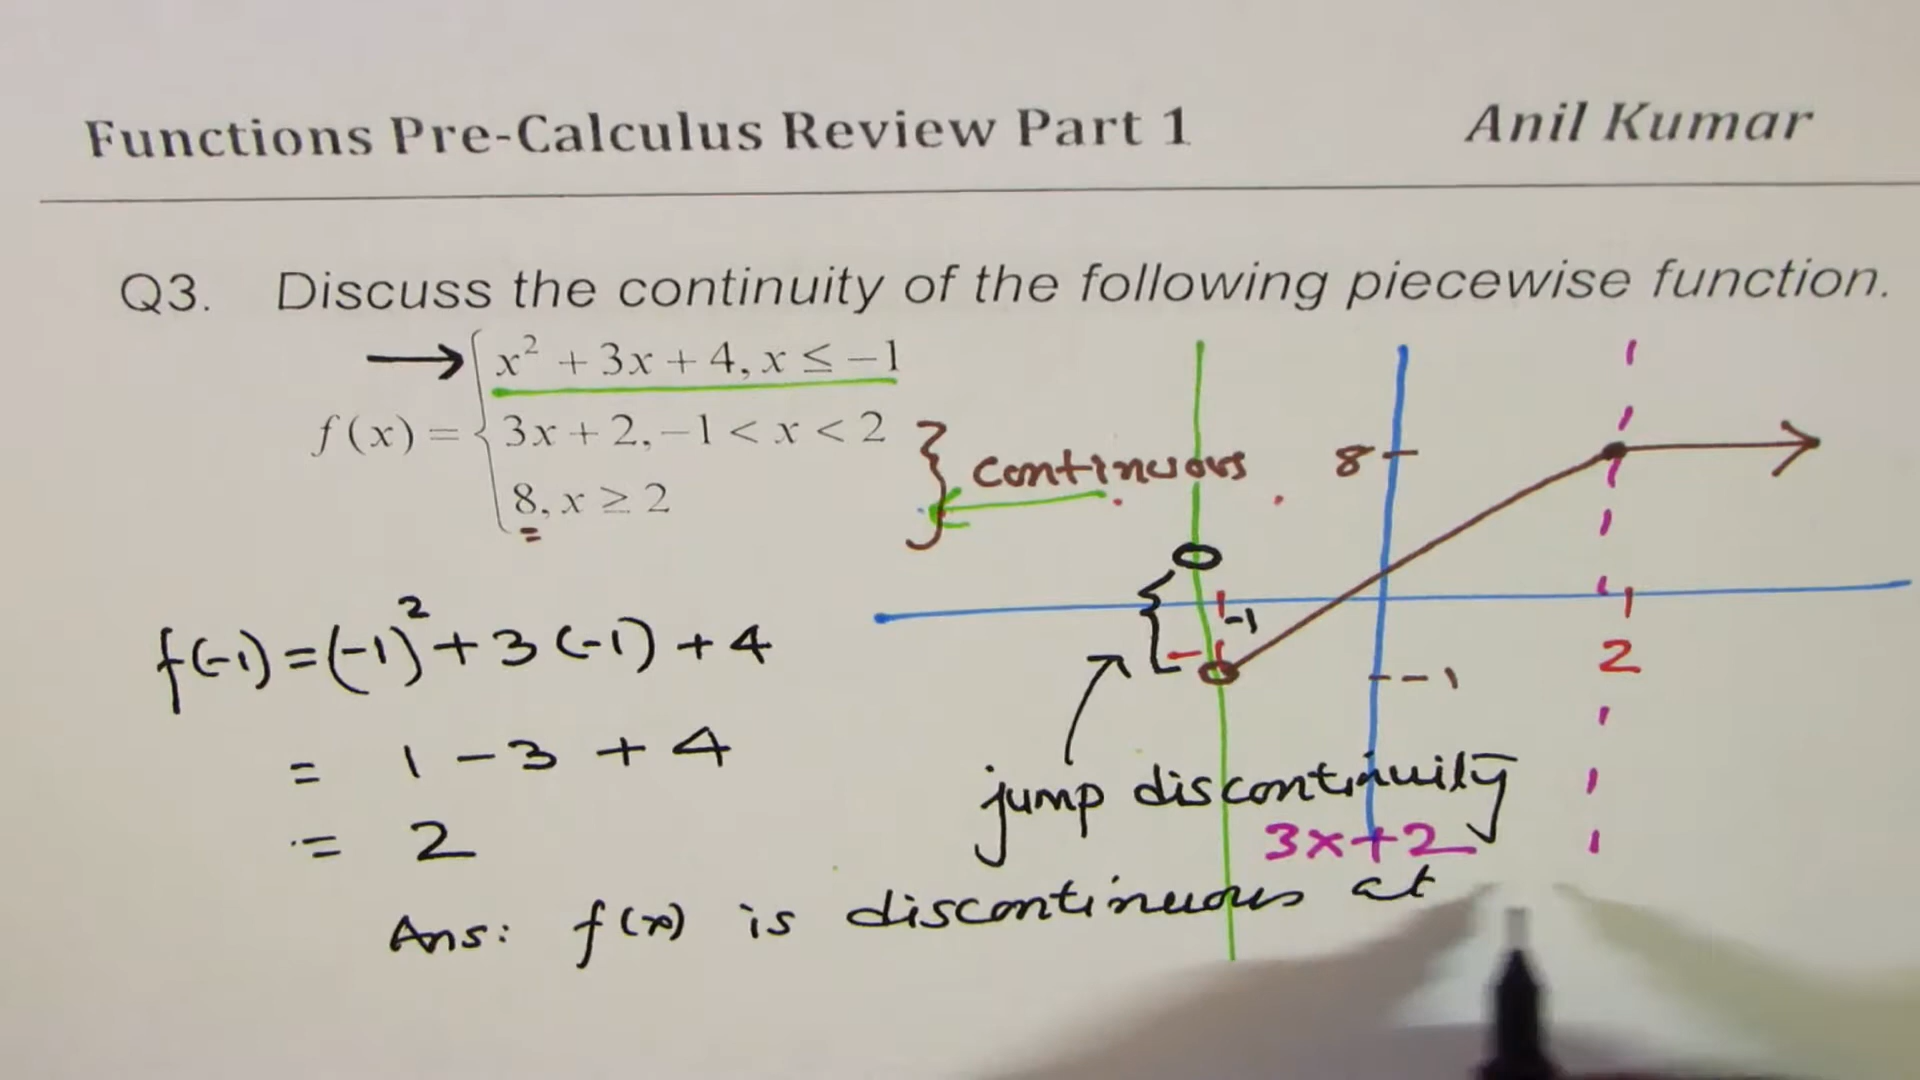 Functions Pre-Calculus Review Part 1 Anil Kumar
Q3. Discuss the continuity of the following piecewise function.
x² + 3x + 4, x ≤ −1
f(x) = { 3x + 2, −1 < x < 2
8, x ≥ 2
} continuous
8
-1
2
-1
f(-1) = (-1)² + 3(-1) + 4
= 1 - 3 + 4
= 2
jump discontinuity
3x+2
Ans: f(x) is discontinuous at